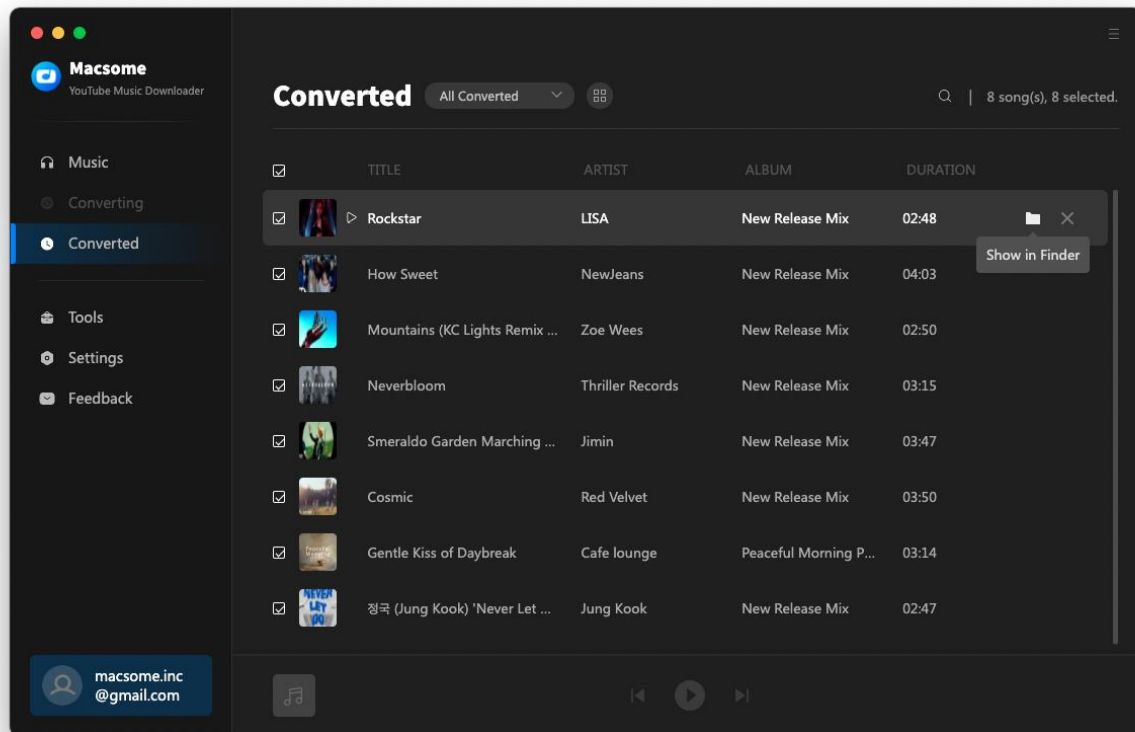 Macsome
YouTube Music Downloader
Music
Converting
Converted
Tools
Settings
Feedback
macsome.inc
@gmail.com
Converted All Converted | 8 song(s), 8 selected.
TITLE ARTIST ALBUM DURATION
Rockstar LISA New Release Mix 02:48
Show in Finder
How Sweet NewJeans New Release Mix 04:03
Mountains (KC Lights Remix ... Zoe Wees New Release Mix 02:50
Neverbloom Thriller Records New Release Mix 03:15
Smeraldo Garden Marching ... Jimin New Release Mix 03:47
Cosmic Red Velvet New Release Mix 03:50
Gentle Kiss of Daybreak Cafe lounge Peaceful Morning P... 03:14
NEVER
LET
GO
정국 (Jung Kook) 'Never Let ... Jung Kook New Release Mix 02:47